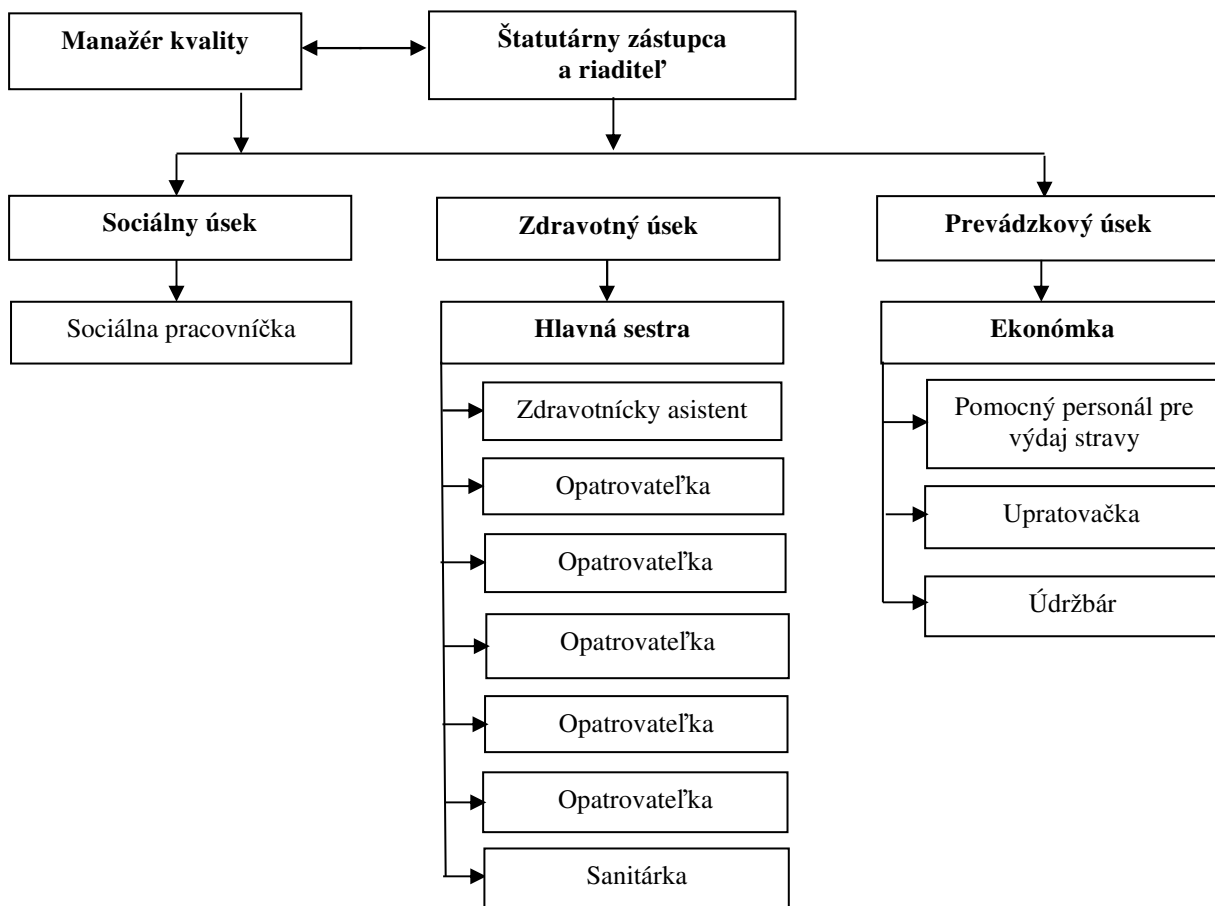 Manažér kvality
Štatutárny zástupca
a riaditeľ
Sociálny úsek
Zdravotný úsek
Prevádzkový úsek
Sociálna pracovníčka
Hlavná sestra
Ekonómka
Zdravotnícky asistent
Opatrovateľka
Opatrovateľka
Opatrovateľka
Opatrovateľka
Opatrovateľka
Sanitárka
Pomocný personál pre
výdaj stravy
Upratovačka
Údržbár